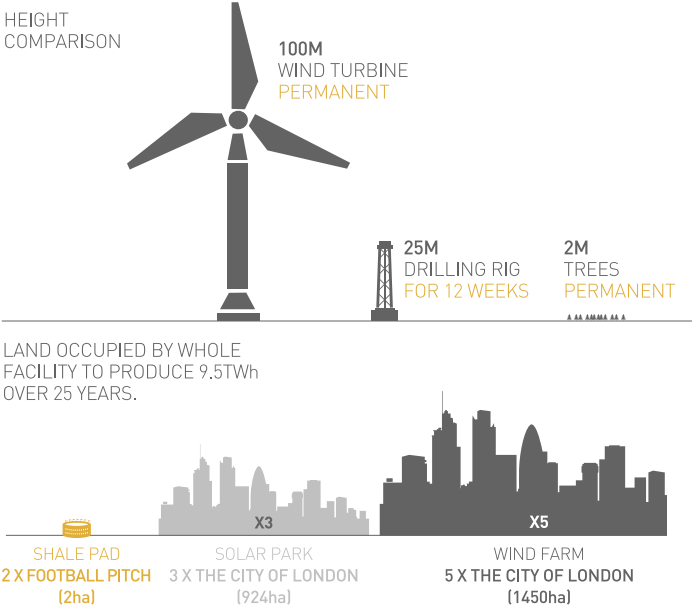 HEIGHT
COMPARISON
100M
WIND TURBINE
PERMANENT
25M
DRILLING RIG
FOR 12 WEEKS
2M
TREES
PERMANENT
LAND OCCUPIED BY WHOLE
FACILITY TO PRODUCE 9.5TWh
OVER 25 YEARS.
X3
X5
SHALE PAD
2 X FOOTBALL PITCH
(2ha)
SOLAR PARK
3 X THE CITY OF LONDON
(924ha)
WIND FARM
5 X THE CITY OF LONDON
(1450ha)